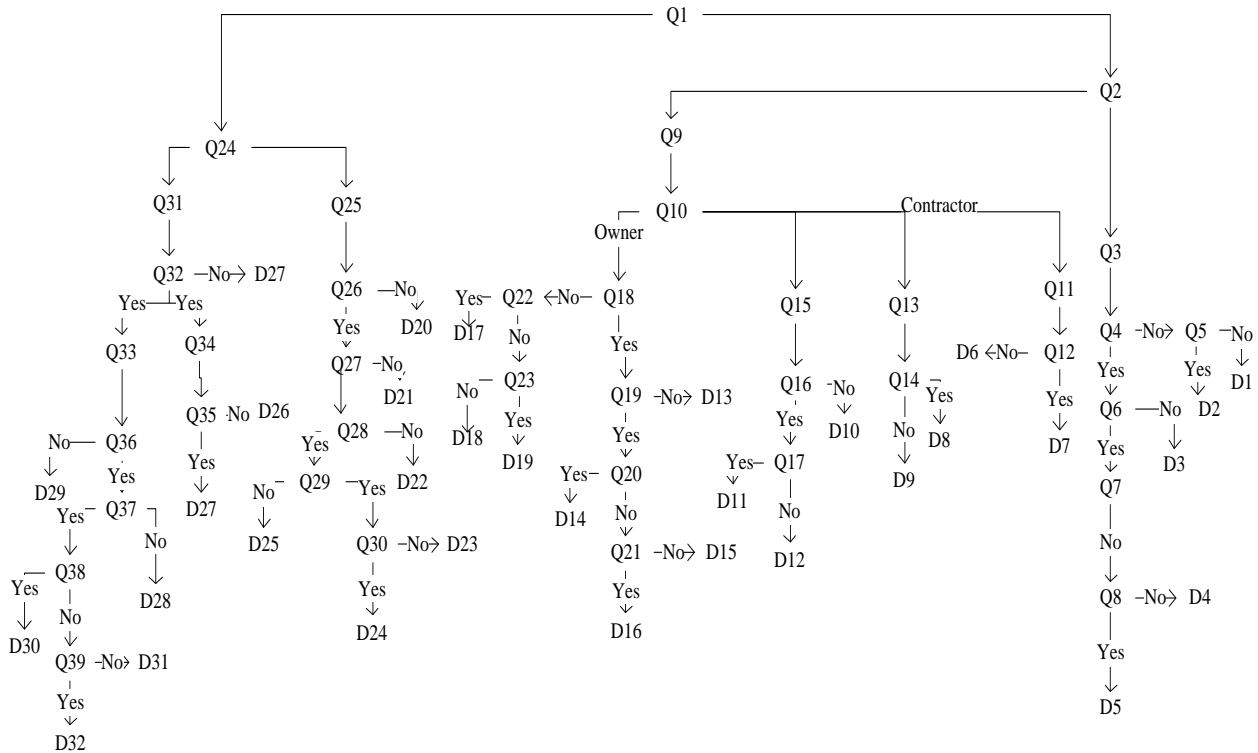 Q1
Q2
Q9
Q24
Q31 Q25 Q10 Contractor
Owner
Q3
Q32 No D27
Q26 No Q22 No Q18 Q15 Q13 Q11
Yes Yes Yes
D20 D17
Yes No Yes Q4 No Q5 No
Q33 Q34 D6 No Q12
Q27 No Yes Yes D1
D21 No Q23 Q19 No D13 Q16 No Q14 Yes Yes
Q35 No D26 D2
Q6 No
Q28 No D18 Yes Yes Yes D10 No D8 D7
No Q36 Yes Yes
Yes D19 D3
D29 Yes D27 No Q29 Yes D22 Yes Q20 Yes Q17 D9 Q7
D14 D11
Yes Q37 No No No
D25 Q30 No D23 Q21 No D15 D12 No
Yes Q38 D28 Yes Yes Q8 No D4
No D24 D16
D30 Yes
Q39 No D31
Yes D5
D32